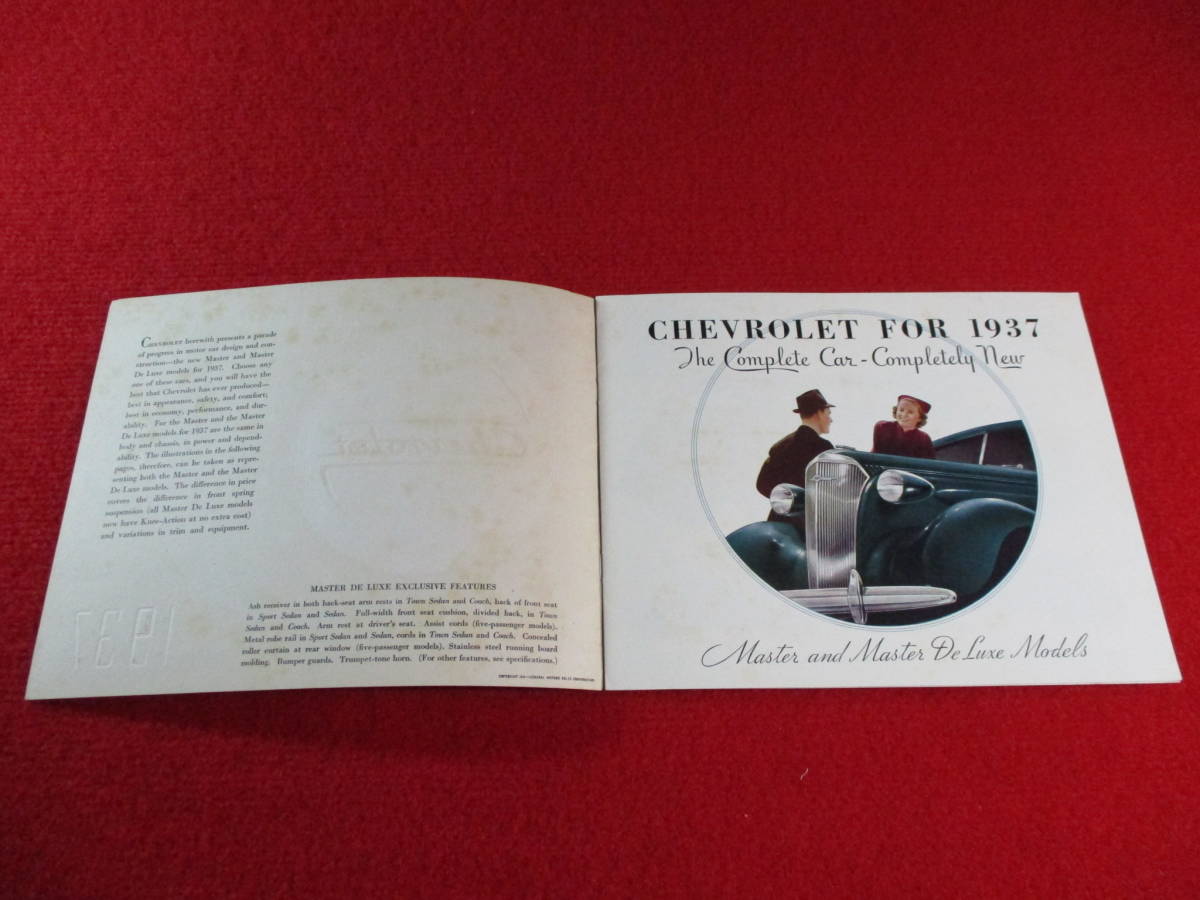 CHEVROLET herewith presents a parade
of progress in motor car design and con-
struction—the new Master and Master
De Luxe models for 1937. Choose any
one of these cars, and you will have the
best that Chevrolet has ever produced—
best in appearance, safety, and comfort;
best in economy, performance, and dur-
ability. For the Master and the Master
De Luxe models for 1937 are the same in
body and chassis, in power and depend-
ability. The illustrations in the following
pages, therefore, can be taken as repre-
senting both the Master and the Master
De Luxe models. The difference in price
covers the difference in front spring
suspension (all Master De Luxe models
now have Knee-Action at no extra cost)
and variations in trim and equipment.
MASTER DE LUXE EXCLUSIVE FEATURES
Ash receiver in both back-seat arm rests in Town Sedan and Coach, back of front seat
in Sport Sedan and Sedan. Full-width front seat cushion, divided back, in Town
Sedan and Coach. Arm rest at driver's seat. Assist cords (five-passenger models).
Metal robe rail in Sport Sedan and Sedan, cords in Town Sedan and Coach. Concealed
roller curtain at rear window (five-passenger models). Stainless steel running board
molding. Bumper guards. Trumpet-tone horn. (For other features, see specifications.)
Chevrolet
1937
CHEVROLET FOR 1937
The Complete Car - Completely New
Master and Master De Luxe Models